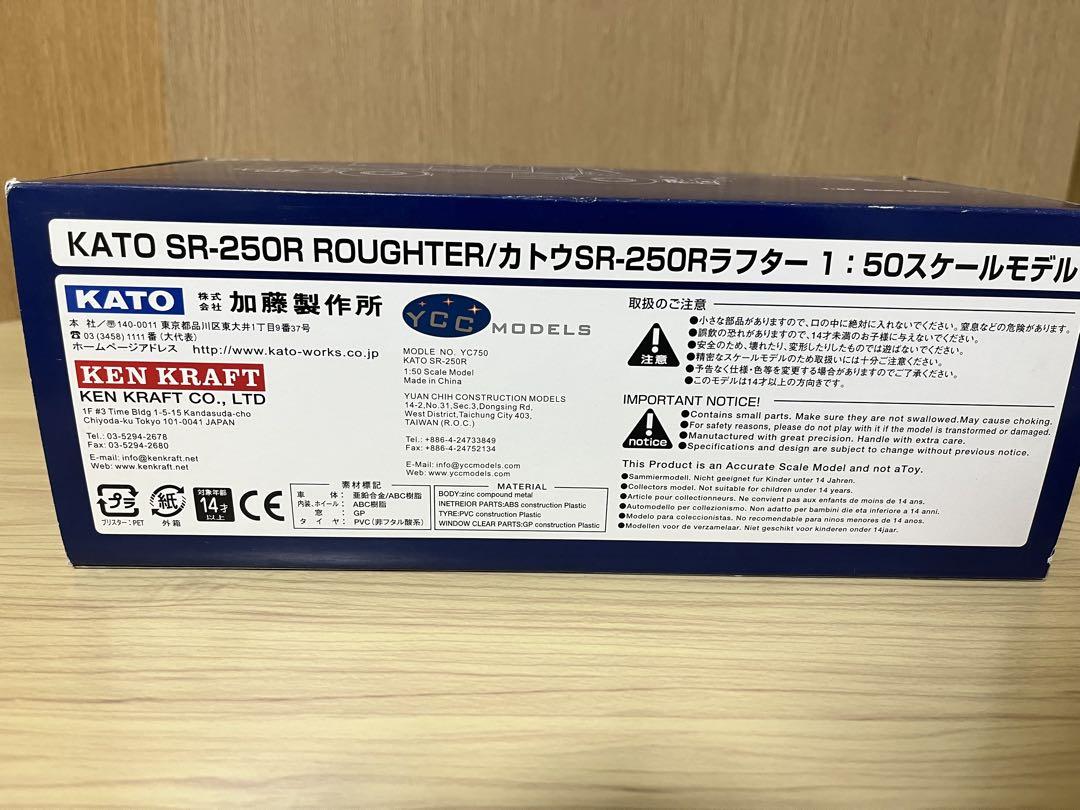 KATO SR-250R ROUGHTER/カトウSR-250Rラフター 1：50スケールモデル
KATO 株式会社 加藤製作所
本 社／〒140-0011 東京都品川区東大井1丁目9番37号
☎ 03 (3458) 1111 番 (大代表)
ホームページアドレス http://www.kato-works.co.jp
KEN KRAFT
KEN KRAFT CO., LTD
1F #3 Time Bldg 1-5-15 Kandasuda-cho
Chiyoda-ku Tokyo 101-0041 JAPAN
Tel.: 03-5294-2678
Fax: 03-5294-2680
E-mail: info@kenkraft.net
Web: www.kenkraft.net
プラ
ブリスター：PET
紙
外 箱
対象年齢
14才
以上
CE
素材標記
車 体 ： 亜鉛合金/ABC樹脂
内装、ホイール： ABC樹脂
窓 ： GP
タ イ ヤ ： PVC (非フタル酸系)
YCC MODELS
MODLE NO. YC750
KATO SR-250R
1:50 Scale Model
Made in China
YUAN CHIH CONSTRUCTION MODELS
14-2,No.31,Sec.3,Dongsing Rd,
West District,Taichung City 403,
TAIWAN (R.O.C.)
Tel.: +886-4-24733849
Fax: +886-4-24752134
E-Mail: info@yccmodels.com
Web: www.yccmodels.com
MATERIAL
BODY:zinc compound metal
INETREIOR PARTS:ABS construction Plastic
TYRE:PVC construction Plastic
WINDOW CLEAR PARTS:GP construction Plastic
取扱のご注意
注意
●小さな部品がありますので、口の中に絶対に入れないでください。窒息などの危険があります。
●誤飲の恐れがありますので、14才未満のお子様に与えないでください。
●安全のため、壊れたり、変形したりしたものでは遊ばないでください。
●精密なスケールモデルのため取扱いには十分ご注意ください。
●予告なく仕様・色等を変更する場合がありますのでご了承ください。
●このモデルは14才以上の方向きです。
IMPORTANT NOTICE!
notice
●Contains small parts. Make sure they are not swallowed.May cause choking.
●For safety reasons, please do not play with it if the model is transformed or damaged.
●Manutactured with great precision. Handle with extra care.
●Specifications and design are subject to change without previous notice.
This Product is an Accurate Scale Model and not aToy.
●Sammiermodell. Nicht geeignet fur Kinder unter 14 Jahren.
●Collectors model. Not suitable for children under 14 years.
●Article pour collectionneurs. Ne convient pas aux enfants de moins de 14 ans.
●Automodello per collezionismo. Non adatto per bambini die eta inferiore a 14 anni.
●Modelo para coleccionistas. No recomendable para ninos menores de 14 anos.
●Modellen voor de verzamelaar. Niet geschikt voor kinderen onder 14jaar.